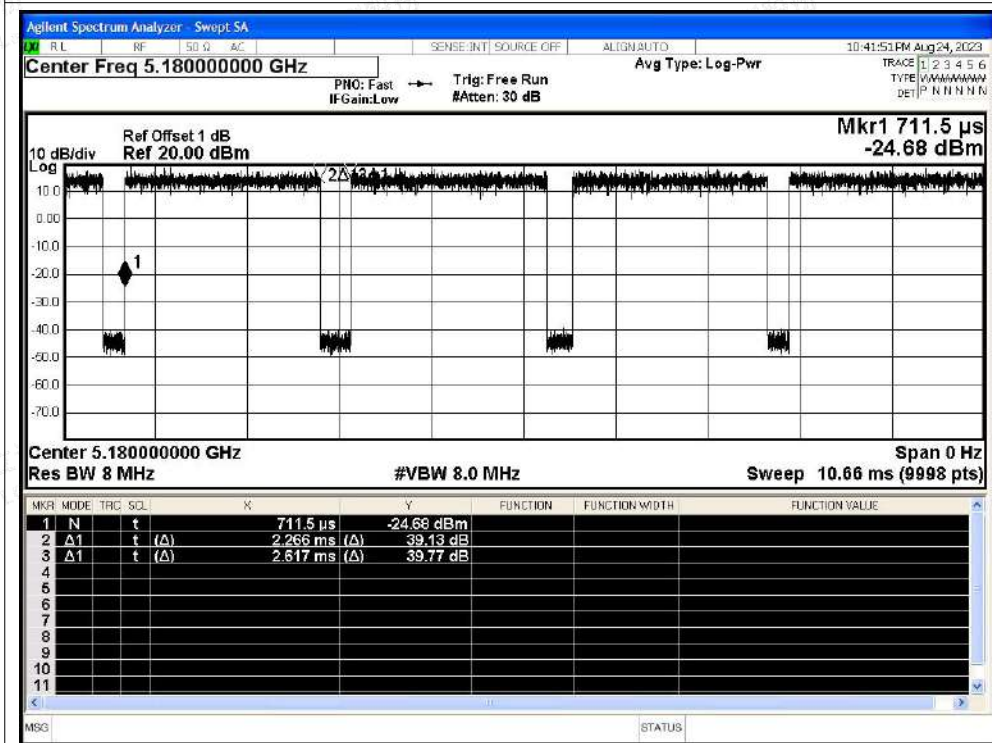 Agilent Spectrum Analyzer - Swept SA
LXI RL RF 50 Ω AC SENSE:INT SOURCE OFF ALIGN AUTO 10:41:51 PM Aug 24, 2023
Center Freq 5.180000000 GHz
PNO: Fast
IFGain:Low
Trig: Free Run
#Atten: 30 dB
Avg Type: Log-Pwr
TRACE 1 2 3 4 5 6
TYPE WWWWWWW
DET P N N N N N
Mkr1 711.5 µs
-24.68 dBm
Ref Offset 1 dB
10 dB/div Ref 20.00 dBm
Log
10.0
0.00
-10.0
-20.0
-30.0
-40.0
-50.0
-60.0
-70.0
2Δ1
1
Center 5.180000000 GHz Span 0 Hz
Res BW 8 MHz #VBW 8.0 MHz Sweep 10.66 ms (9998 pts)
MKR MODE TRC SCL X Y FUNCTION FUNCTION WIDTH FUNCTION VALUE
1 N t 711.5 µs -24.68 dBm
2 Δ1 t (Δ) 2.266 ms (Δ) 39.13 dB
3 Δ1 t (Δ) 2.617 ms (Δ) 39.77 dB
4
5
6
7
8
9
10
11
MSG STATUS